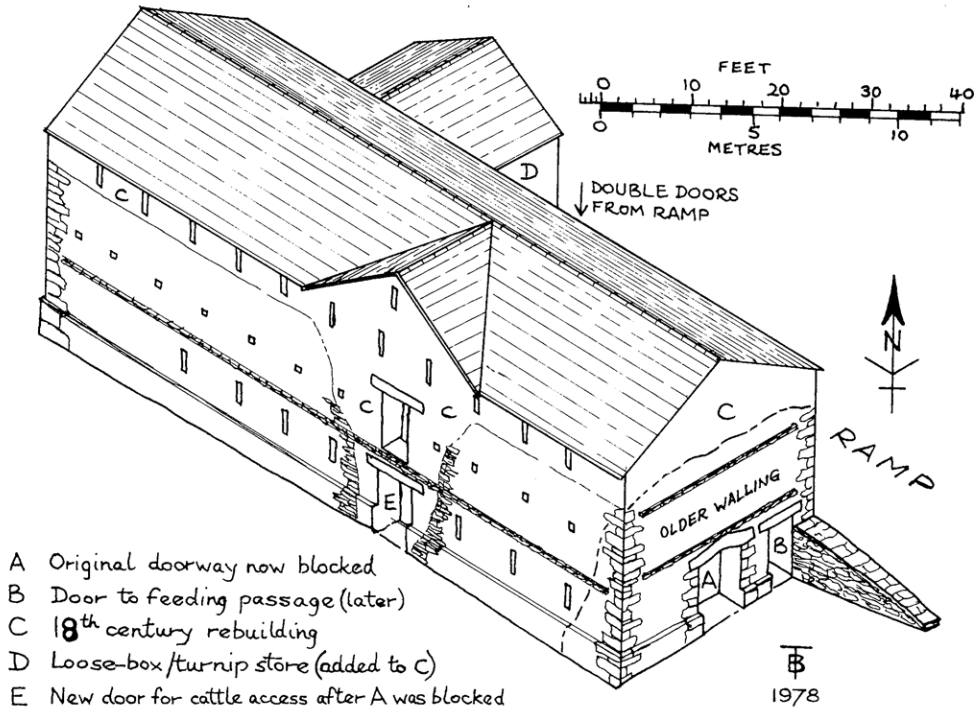 FEET
0 10 20 30 40
0 5 10
METRES
D
DOUBLE DOORS
FROM RAMP
C
N
C
C
C
RAMP
OLDER WALLING
E
A
B
A Original doorway now blocked
B Door to feeding passage (later)
C 18th century rebuilding
D Loose-box/turnip store (added to C)
E New door for cattle access after A was blocked
B
1978